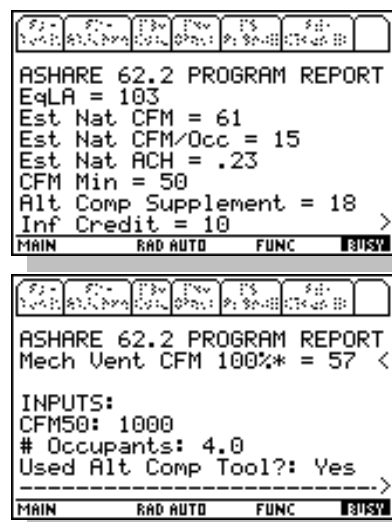 ASHARE 62.2 PROGRAM REPORT
EqLA = 103
Est Nat CFM = 61
Est Nat CFM/Occ = 15
Est Nat ACH = .23
CFM Min = 50
Alt Comp Supplement = 18
Inf Credit = 10 >
MAIN RAD AUTO FUNC BUSY
ASHARE 62.2 PROGRAM REPORT
Mech Vent CFM 100%* = 57 <
INPUTS:
CFM50: 1000
# Occupants: 4.0
Used Alt Comp Tool?: Yes
--------------------------->
MAIN RAD AUTO FUNC BUSY